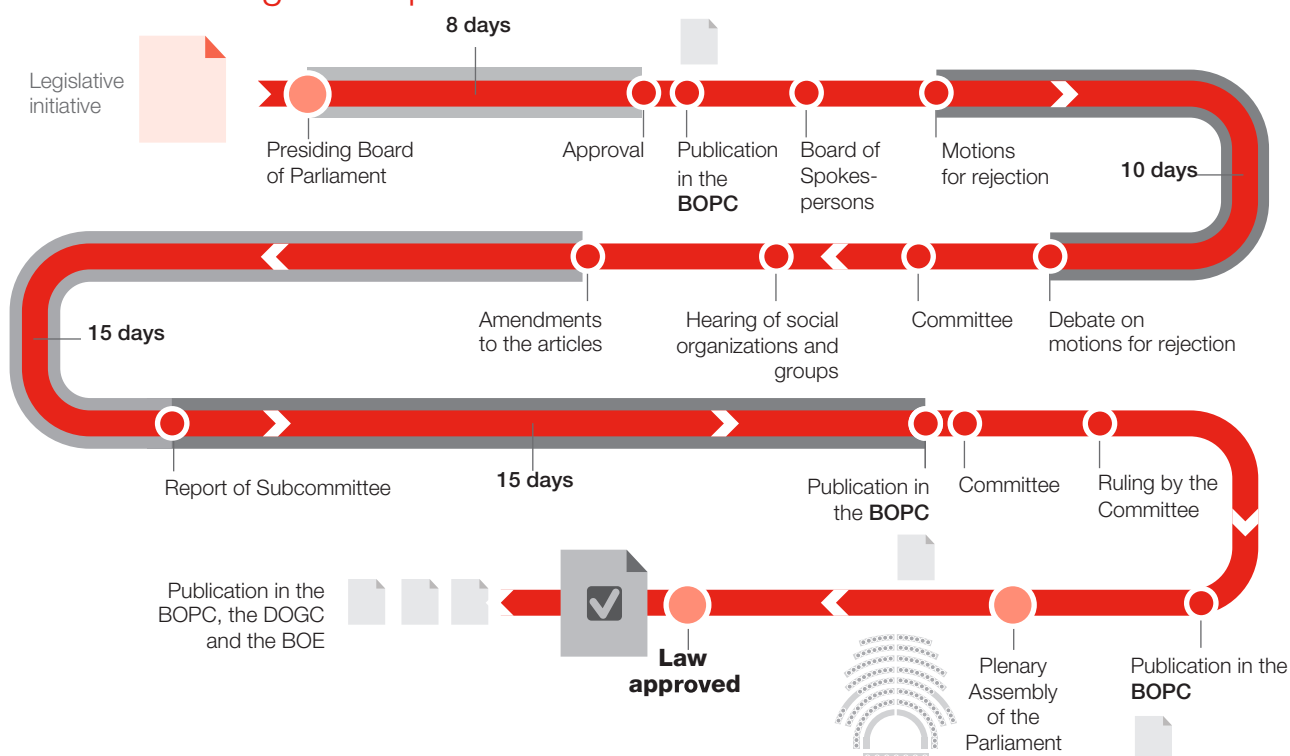 8 days
Legislative
initiative
Presiding Board
of Parliament
Approval
Publication
in the
BOPC
Board of
Spokes-
persons
Motions
for rejection
10 days
Amendments
to the articles
Hearing of social
organizations and
groups
Committee
Debate on
motions for rejection
15 days
Report of Subcommittee
15 days
Publication in
the BOPC
Committee
Ruling by the
Committee
Publication in the
BOPC, the DOGC
and the BOE
Law
approved
Plenary
Assembly
of the
Parliament
Publication in the
BOPC